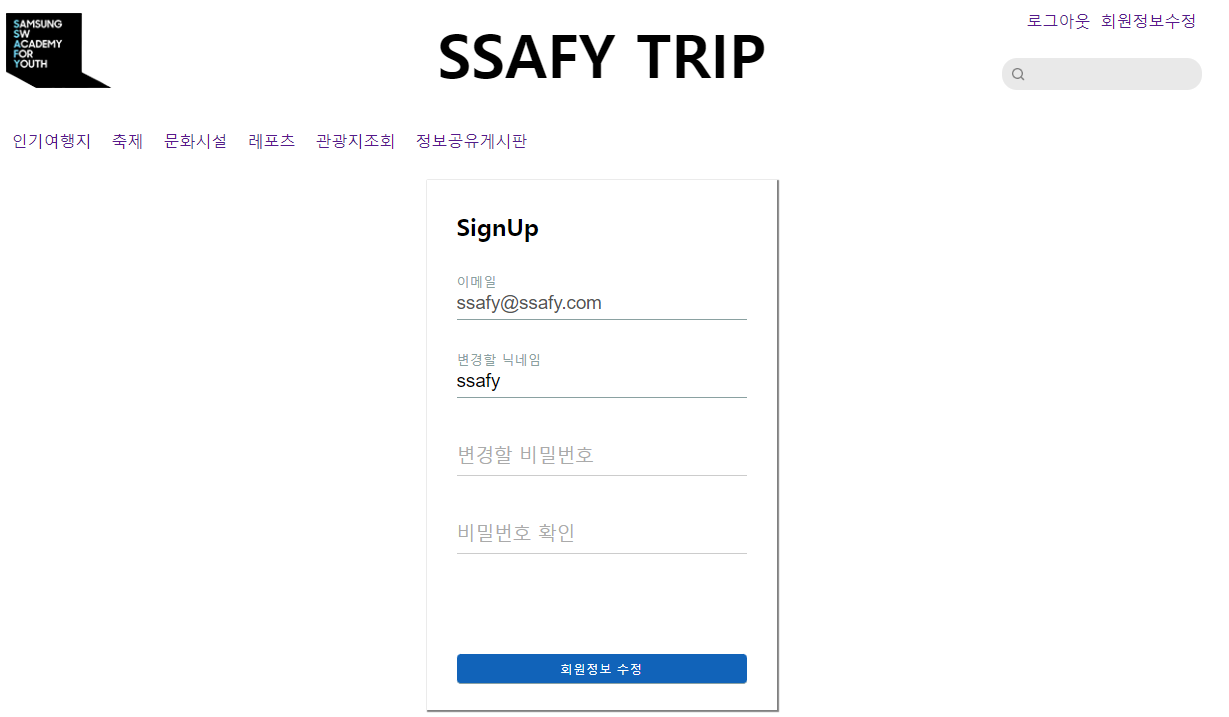 SAMSUNG
SW
ACADEMY
FOR
YOUTH
SSAFY TRIP
로그아웃 회원정보수정
인기여행지 축제 문화시설 레포츠 관광지조회 정보공유게시판
SignUp
이메일
ssafy@ssafy.com
변경할 닉네임
ssafy
변경할 비밀번호
비밀번호 확인
회원정보 수정